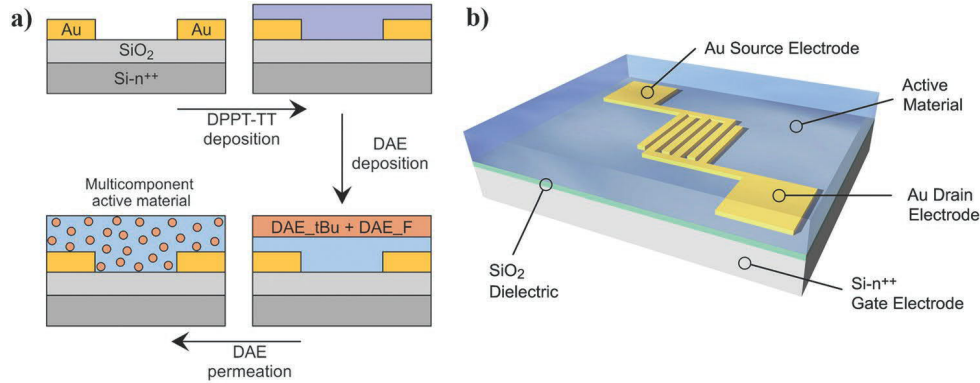 a)
Au
Au
SiO₂
Si-n⁺⁺
DPPT-TT
deposition
DAE
deposition
Multicomponent
active material
DAE_tBu + DAE_F
DAE
permeation
b)
Au Source Electrode
Active
Material
Au Drain
Electrode
SiO₂
Dielectric
Si-n⁺⁺
Gate Electrode